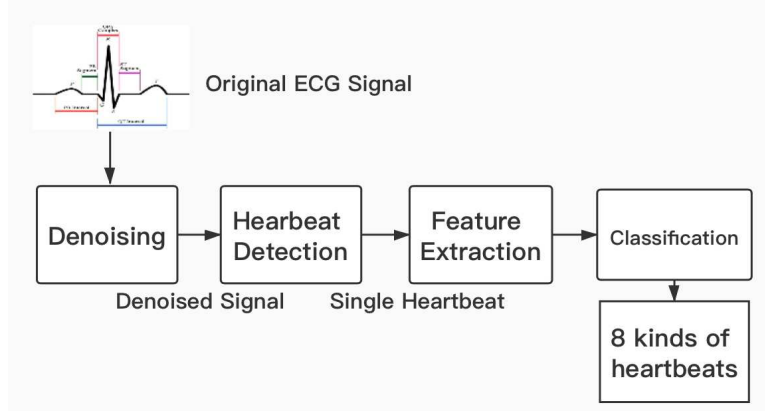 Original ECG Signal
Denoising
Hearbeat
Detection
Feature
Extraction
Classification
Denoised Signal
Single Heartbeat
8 kinds of
heartbeats